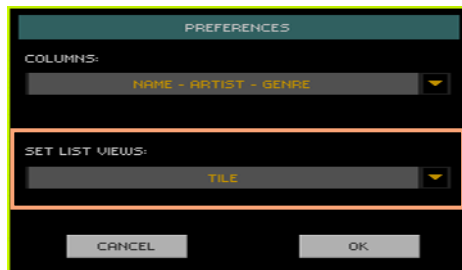 PREFERENCES
COLUMNS:
NAME - ARTIST - GENRE
SET LIST VIEWS:
TILE
CANCEL OK